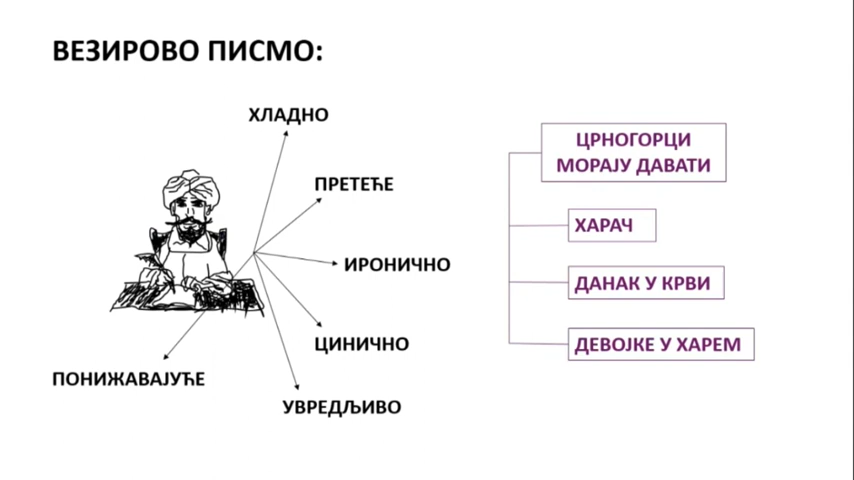 ВЕЗИРОВО ПИСМО:
ХЛАДНО
ПРЕТЕЋЕ
ИРОНИЧНО
ЦИНИЧНО
УВРЕДЉИВО
ПОНИЖАВАЈУЋЕ
ЦРНОГОРЦИ
МОРАЈУ ДАВАТИ
ХАРАЧ
ДАНАК У КРВИ
ДЕВОЈКЕ У ХАРЕМ